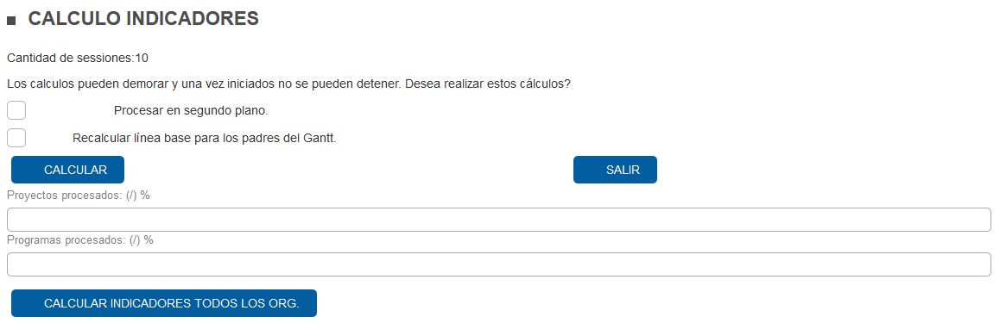 CALCULO INDICADORES
Cantidad de sessiones:10
Los calculos pueden demorar y una vez iniciados no se pueden detener. Desea realizar estos cálculos?
Procesar en segundo plano.
Recalcular línea base para los padres del Gantt.
CALCULAR SALIR
Proyectos procesados: (/) %
Programas procesados: (/) %
CALCULAR INDICADORES TODOS LOS ORG.